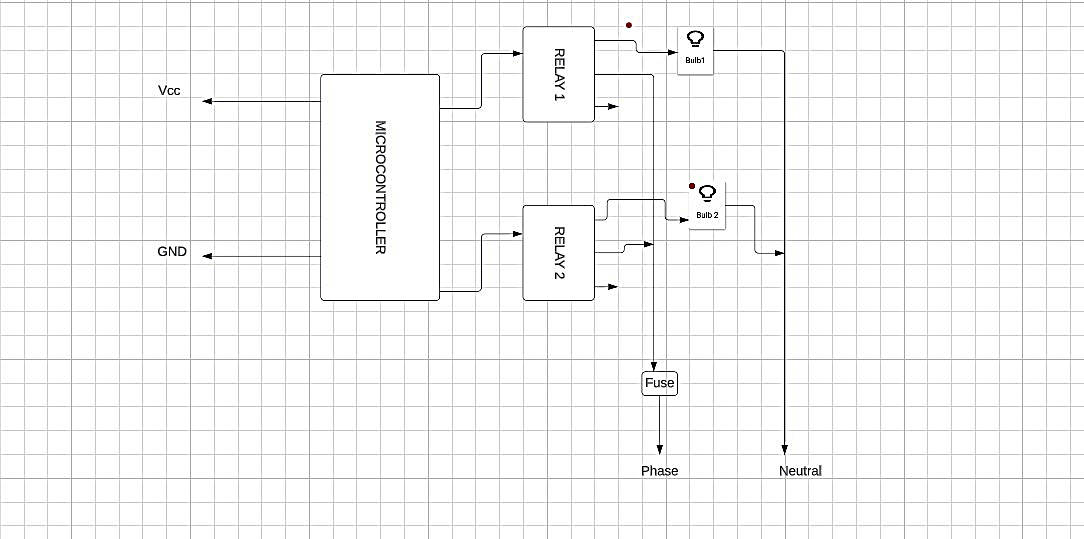 RELAY 1
Bulb1
Vcc
MICROCONTROLLER
Bulb 2
GND
RELAY 2
Fuse
Phase
Neutral